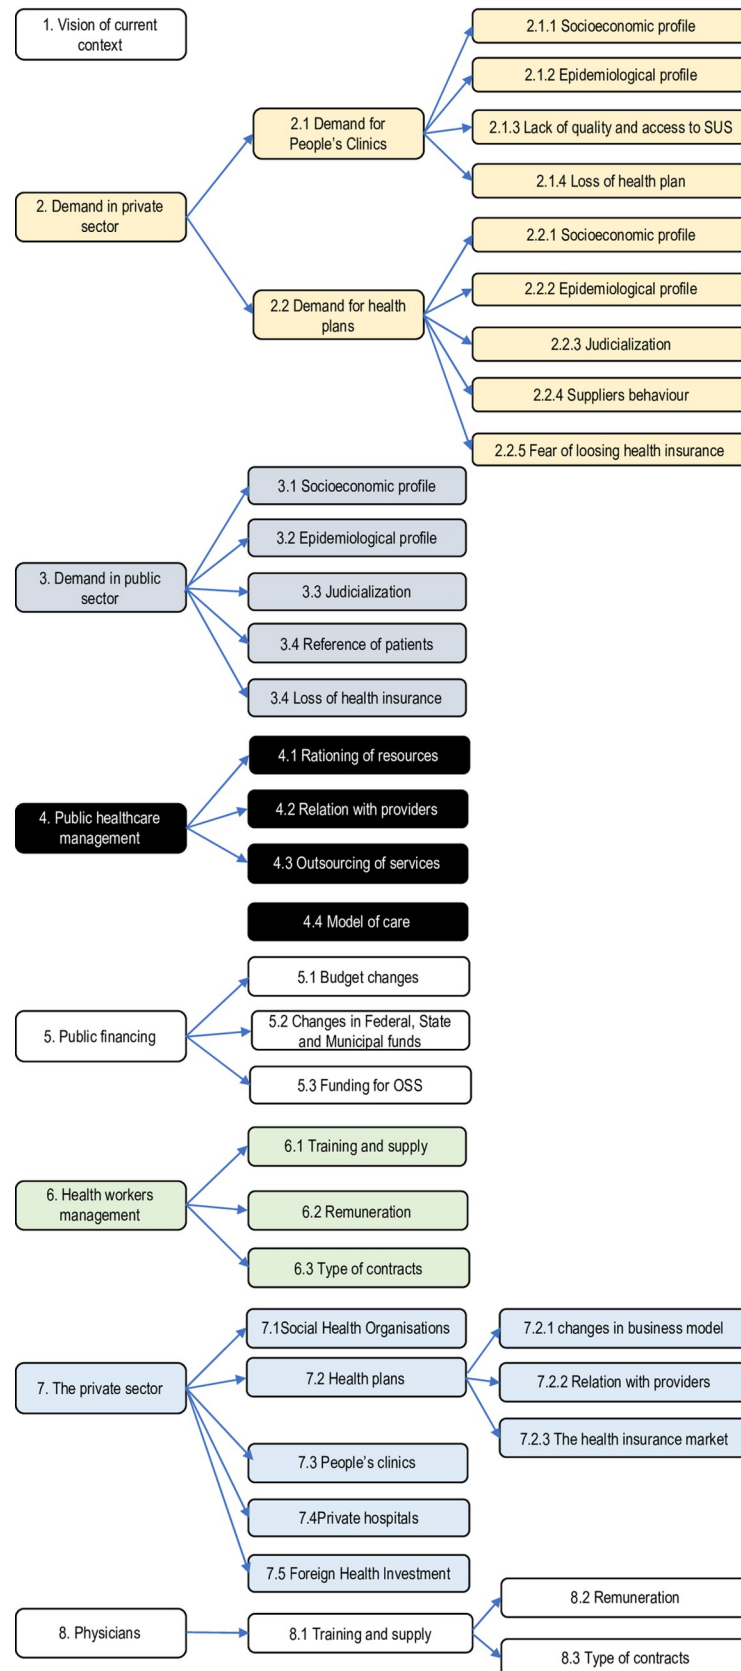 1. Vision of current
context
2. Demand in private
sector
2.1 Demand for
People's Clinics
2.1.1 Socioeconomic profile
2.1.2 Epidemiological profile
2.1.3 Lack of quality and access to SUS
2.1.4 Loss of health plan
2.2 Demand for health
plans
2.2.1 Socioeconomic profile
2.2.2 Epidemiological profile
2.2.3 Judicialization
2.2.4 Suppliers behaviour
2.2.5 Fear of loosing health insurance
3. Demand in public
sector
3.1 Socioeconomic profile
3.2 Epidemiological profile
3.3 Judicialization
3.4 Reference of patients
3.4 Loss of health insurance
4. Public healthcare
management
4.1 Rationing of resources
4.2 Relation with providers
4.3 Outsourcing of services
4.4 Model of care
5. Public financing
5.1 Budget changes
5.2 Changes in Federal, State
and Municipal funds
5.3 Funding for OSS
6. Health workers
management
6.1 Training and supply
6.2 Remuneration
6.3 Type of contracts
7. The private sector
7.1Social Health Organisations
7.2 Health plans
7.2.1 changes in business model
7.2.2 Relation with providers
7.2.3 The health insurance market
7.3 People's clinics
7.4Private hospitals
7.5 Foreign Health Investment
8. Physicians
8.1 Training and supply
8.2 Remuneration
8.3 Type of contracts